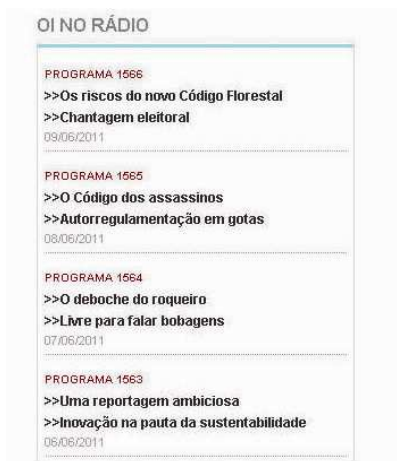 OI NO RÁDIO
PROGRAMA 1566
>>Os riscos do novo Código Florestal
>>Chantagem eleitoral
09/06/2011
PROGRAMA 1565
>>O Código dos assassinos
>>Autorregulamentação em gotas
08/06/2011
PROGRAMA 1564
>>O deboche do roqueiro
>>Livre para falar bobagens
07/06/2011
PROGRAMA 1563
>>Uma reportagem ambiciosa
>>Inovação na pauta da sustentabilidade
06/06/2011